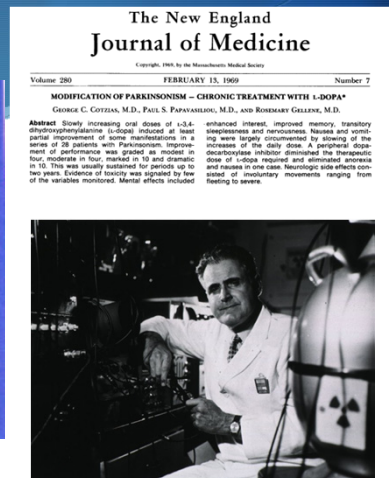 The New England
Journal of Medicine
Copyright, 1969, by the Massachusetts Medical Society
Volume 280
FEBRUARY 13, 1969
Number 7
MODIFICATION OF PARKINSONISM — CHRONIC TREATMENT WITH L-DOPA*
GEORGE C. COTZIAS, M.D., PAUL S. PAPAVASILIOU, M.D., AND ROSEMARY GELLENE, M.D.
Abstract Slowly increasing oral doses of L-3,4-
dihydroxyphenylalanine (L-dopa) induced at least
partial improvement of some manifestations in a
series of 28 patients with Parkinsonism. Improve-
ment of performance was graded as modest in
four, moderate in four, marked in 10 and dramatic
in 10. This was usually sustained for periods up to
two years. Evidence of toxicity was signaled by few
of the variables monitored. Mental effects included
enhanced interest, improved memory, transitory
sleeplessness and nervousness. Nausea and vomit-
ing were largely circumvented by slowing of the
increases of the daily dose. A peripheral dopa-
decarboxylase inhibitor diminished the therapeutic
dose of L-dopa required and eliminated anorexia
and nausea in one case. Neurologic side effects con-
sisted of involuntary movements ranging from
fleeting to severe.